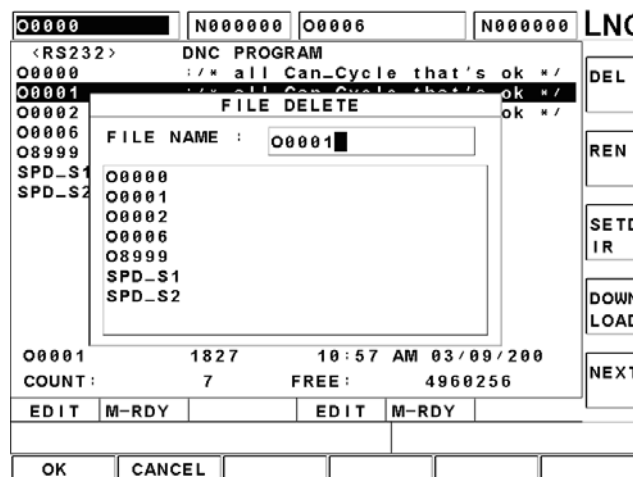 O0000 N000000 O0006 N000000 LNC
<RS232> DNC PROGRAM
O0000 :/* all Can_Cycle that's ok */
O0001 :/* all Can_Cycle that's ok */
O0002 ok */
O0006
O8999
SPD_S1
SPD_S2
FILE DELETE
FILE NAME : O0001
O0000
O0001
O0002
O0006
O8999
SPD_S1
SPD_S2
O0001 1827 10:57 AM 03/09/200
COUNT: 7 FREE: 4960256
EDIT M-RDY EDIT M-RDY
OK CANCEL
DEL
REN
SETD
IR
DOWN
LOAD
NEXT